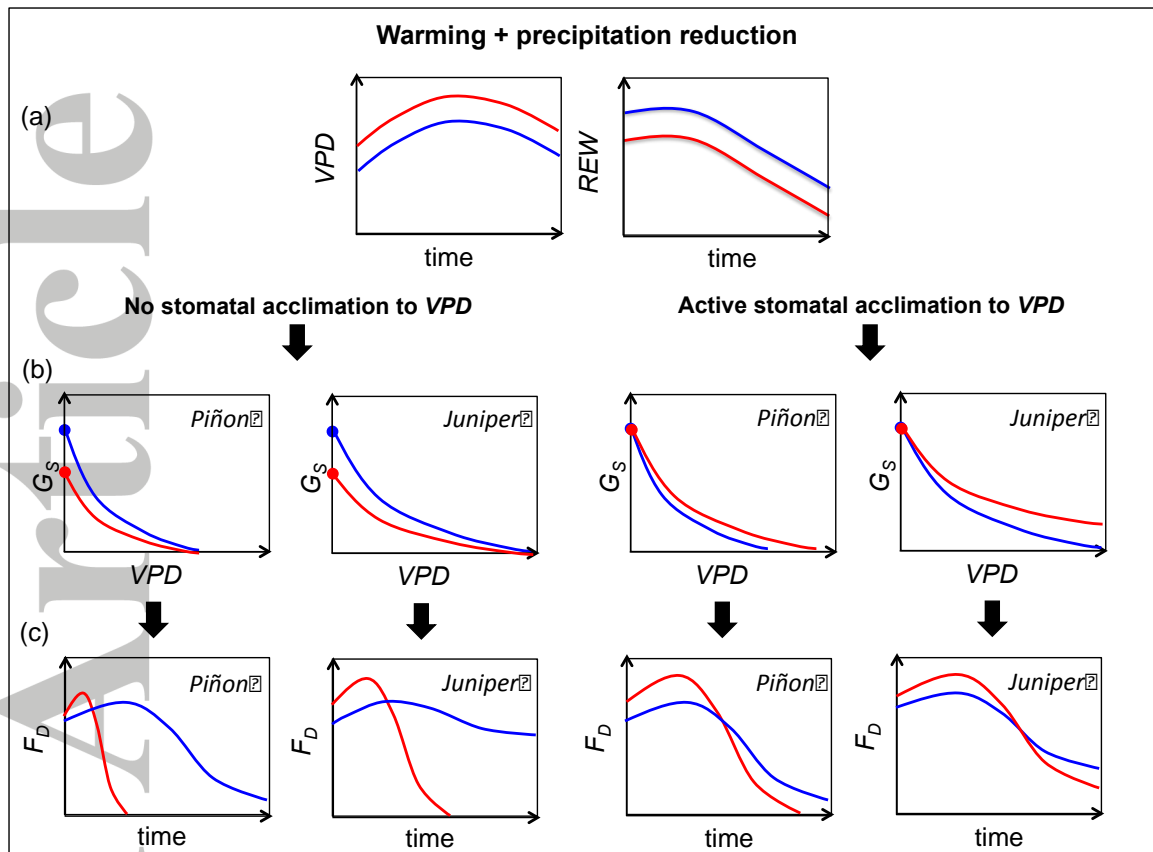 Warming + precipitation reduction
(a)
VPD
REW
time
time
No stomatal acclimation to VPD
Active stomatal acclimation to VPD
(b)
Piñon
Juniper
Piñon
Juniper
G_S
G_S
G_S
G_S
VPD
VPD
VPD
VPD
(c)
Piñon
Juniper
Piñon
Juniper
F_D
F_D
F_D
F_D
time
time
time
time
Article